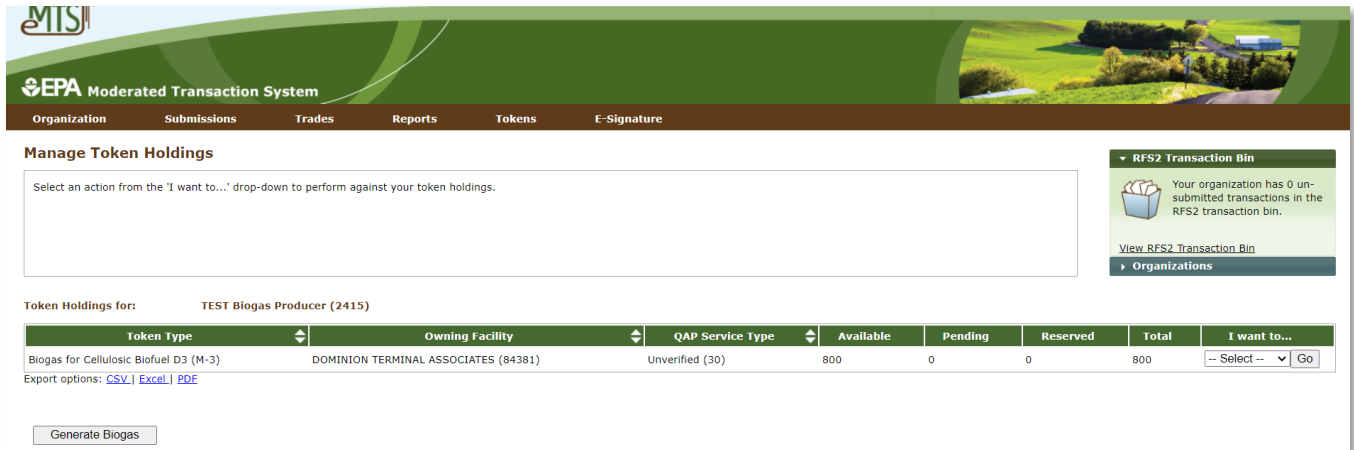 eMTS
EPA Moderated Transaction System
Organization Submissions Trades Reports Tokens E-Signature
Manage Token Holdings
Select an action from the 'I want to...' drop-down to perform against your token holdings.
RFS2 Transaction Bin
Your organization has 0 un-
submitted transactions in the
RFS2 transaction bin.
View RFS2 Transaction Bin
Organizations
Token Holdings for: TEST Biogas Producer (2415)
Token Type Owning Facility QAP Service Type Available Pending Reserved Total I want to...
Biogas for Cellulosic Biofuel D3 (M-3) DOMINION TERMINAL ASSOCIATES (84381) Unverified (30) 800 0 0 800 -- Select -- Go
Export options: CSV | Excel | PDF
Generate Biogas